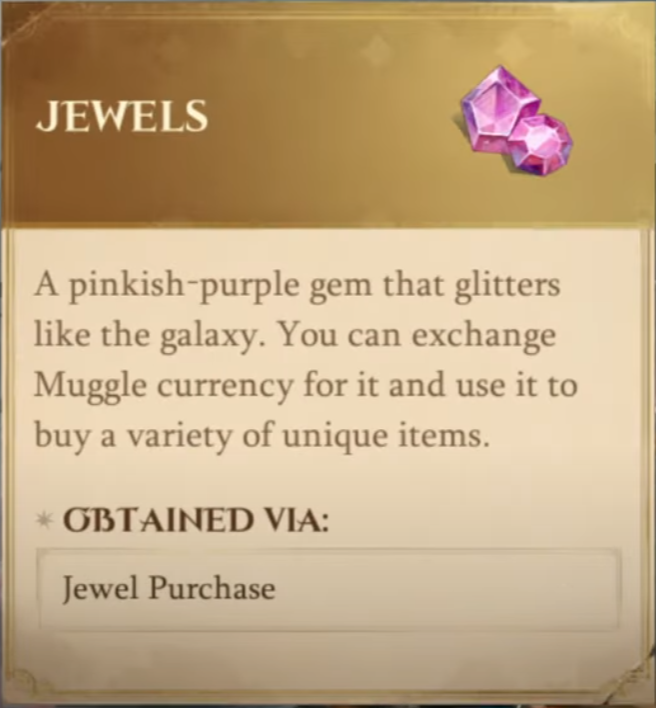 JEWELS
A pinkish-purple gem that glitters
like the galaxy. You can exchange
Muggle currency for it and use it to
buy a variety of unique items.
OBTAINED VIA:
Jewel Purchase